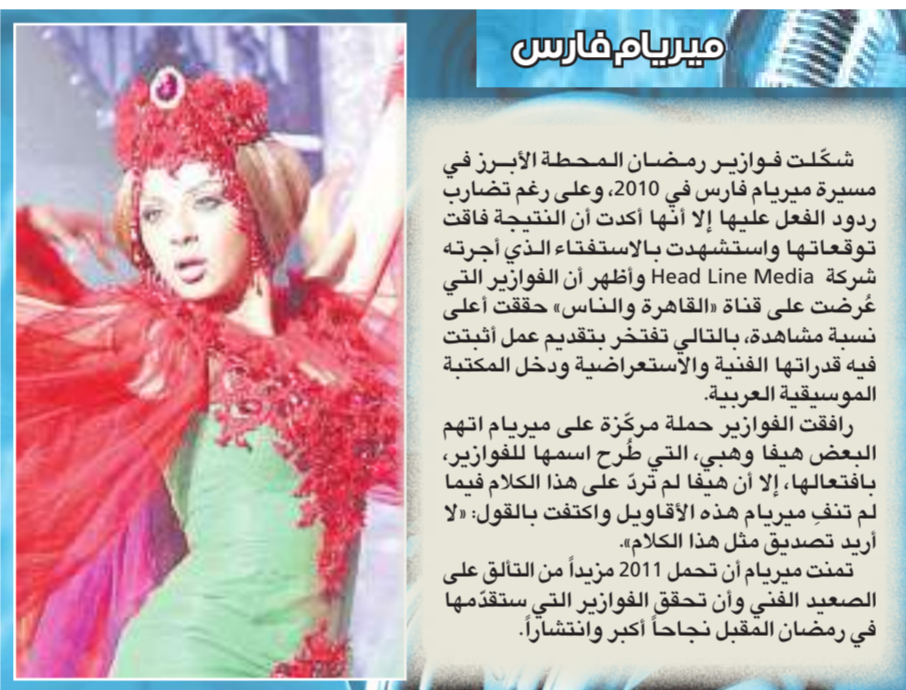 ميريام فارس
شكّلت فوازير رمضان المحطة الأبرز في
مسيرة ميريام فارس في 2010، وعلى رغم تضارب
ردود الفعل عليها إلا أنها أكدت أن النتيجة فاقت
توقعاتها واستشهدت بالاستفتاء الذي أجرته
شركة Head Line Media وأظهر أن الفوازير التي
عُرضت على قناة «القاهرة والناس» حققت أعلى
نسبة مشاهدة، بالتالي تفتخر بتقديم عمل أثبتت
فيه قدراتها الفنية والاستعراضية ودخل المكتبة
الموسيقية العربية.
رافقت الفوازير حملة مركّزة على ميريام اتهم
البعض هيفا وهبي، التي طُرح اسمها للفوازير،
بافتعالها، إلا أن هيفا لم تردّ على هذا الكلام فيما
لم تنفِ ميريام هذه الأقاويل واكتفت بالقول: «لا
أريد تصديق مثل هذا الكلام».
تمنت ميريام أن تحمل 2011 مزيداً من التألق على
الصعيد الفني وأن تحقق الفوازير التي ستقدّمها
في رمضان المقبل نجاحاً أكبر وانتشاراً.